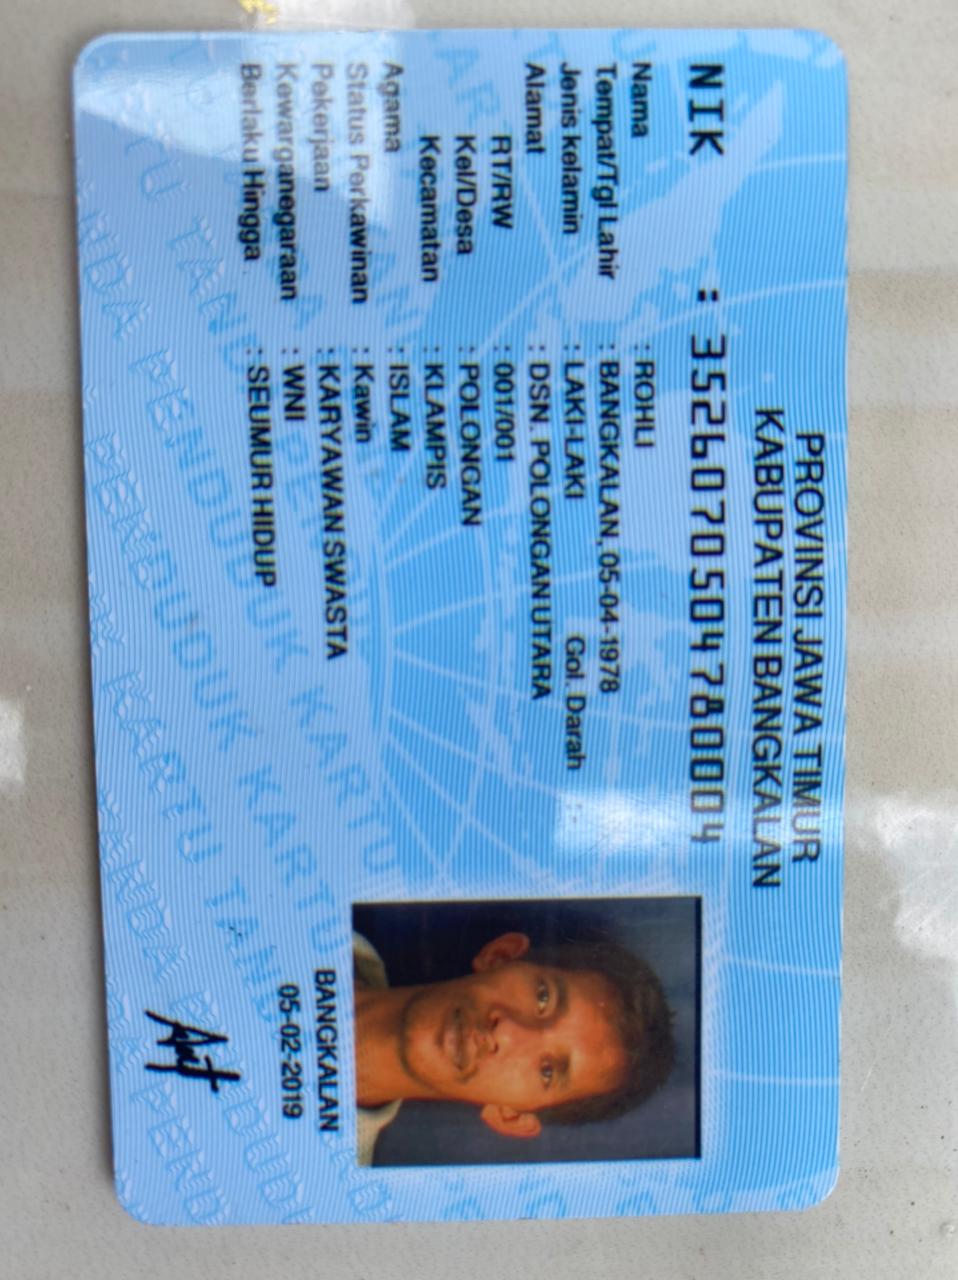 PROVINSI JAWA TIMUR
KABUPATEN BANGKALAN
NIK : 3526070504780004
Nama : ROHLI
Tempat/Tgl Lahir : BANGKALAN, 05-04-1978
Jenis kelamin : LAKI-LAKI Gol. Darah :-
Alamat : DSN. POLONGAN UTARA
RT/RW : 001/001
Kel/Desa : POLONGAN
Kecamatan : KLAMPIS
Agama : ISLAM
Status Perkawinan : Kawin
Pekerjaan : KARYAWAN SWASTA
Kewarganegaraan : WNI
Berlaku Hingga : SEUMUR HIDUP
BANGKALAN
05-02-2019